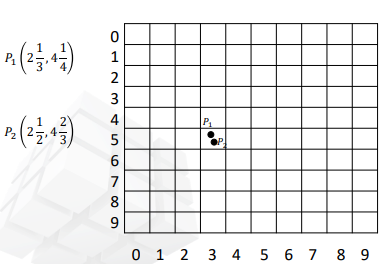 P₁ (2 1/3, 4 1/4)
P₂ (2 1/2, 4 2/3)
0
1
2
3
4
5
6
7
8
9
P₁
P₂
0 1 2 3 4 5 6 7 8 9